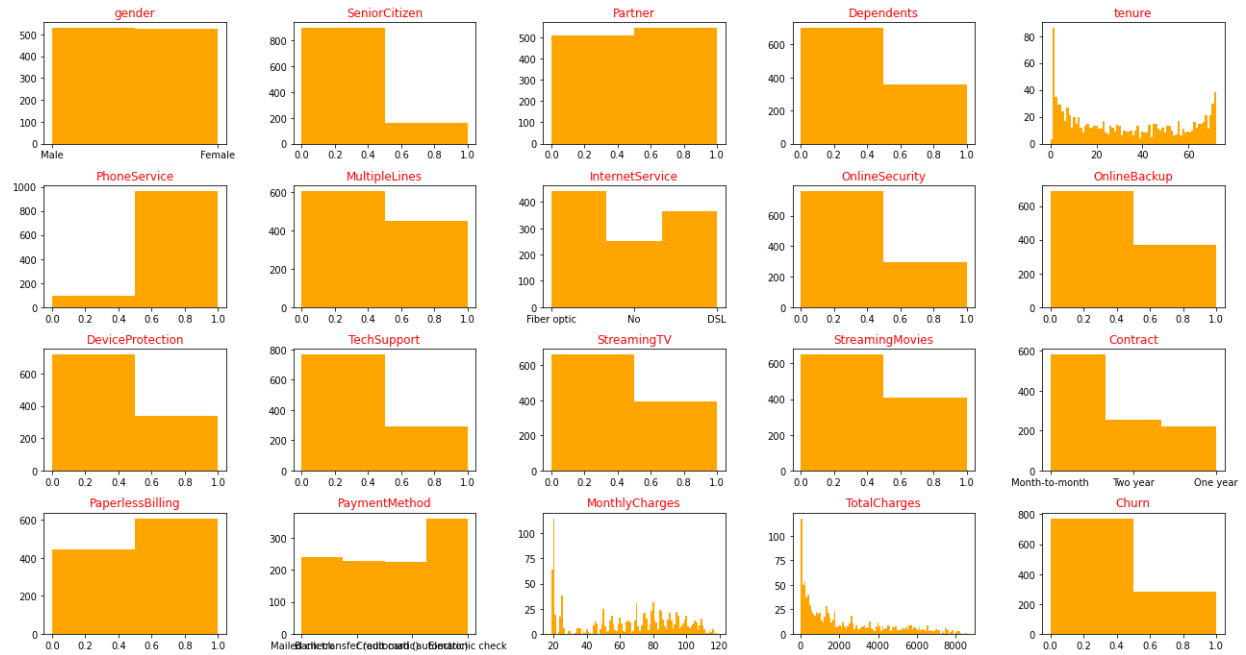 gender SeniorCitizen Partner Dependents tenure
500 400 300 200 100 0
Male Female
800 600 400 200 0
0.0 0.2 0.4 0.6 0.8 1.0
500 400 300 200 100 0
0.0 0.2 0.4 0.6 0.8 1.0
600 400 200 0
0.0 0.2 0.4 0.6 0.8 1.0
80 60 40 20 0
0 20 40 60
PhoneService MultipleLines InternetService OnlineSecurity OnlineBackup
1000 800 600 400 200 0
0.0 0.2 0.4 0.6 0.8 1.0
600 500 400 300 200 100 0
0.0 0.2 0.4 0.6 0.8 1.0
400 300 200 100 0
Fiber optic No DSL
600 400 200 0
0.0 0.2 0.4 0.6 0.8 1.0
600 400 200 0
0.0 0.2 0.4 0.6 0.8 1.0
DeviceProtection TechSupport StreamingTV StreamingMovies Contract
600 400 200 0
0.0 0.2 0.4 0.6 0.8 1.0
800 600 400 200 0
0.0 0.2 0.4 0.6 0.8 1.0
600 400 200 0
0.0 0.2 0.4 0.6 0.8 1.0
600 400 200 0
0.0 0.2 0.4 0.6 0.8 1.0
600 400 200 0
Month-to-month Two year One year
PaperlessBilling PaymentMethod MonthlyCharges TotalCharges Churn
600 400 200 0
0.0 0.2 0.4 0.6 0.8 1.0
300 200 100 0
Mailed check Bank transfer (automatic) Credit card (automatic) Electronic check
100 75 50 25 0
20 40 60 80 100 120
100 75 50 25 0
0 2000 4000 6000 8000
800 600 400 200 0
0.0 0.2 0.4 0.6 0.8 1.0